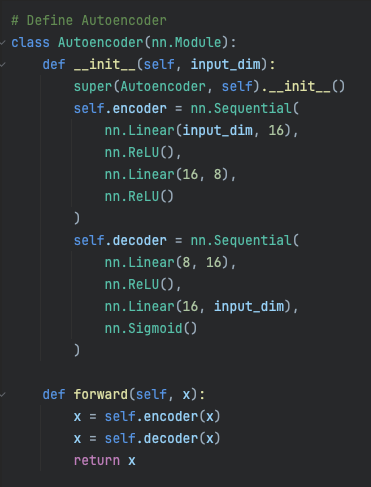 # Define Autoencoder
class Autoencoder(nn.Module):
    def __init__(self, input_dim):
        super(Autoencoder, self).__init__()
        self.encoder = nn.Sequential(
            nn.Linear(input_dim, 16),
            nn.ReLU(),
            nn.Linear(16, 8),
            nn.ReLU()
        )
        self.decoder = nn.Sequential(
            nn.Linear(8, 16),
            nn.ReLU(),
            nn.Linear(16, input_dim),
            nn.Sigmoid()
        )

    def forward(self, x):
        x = self.encoder(x)
        x = self.decoder(x)
        return x